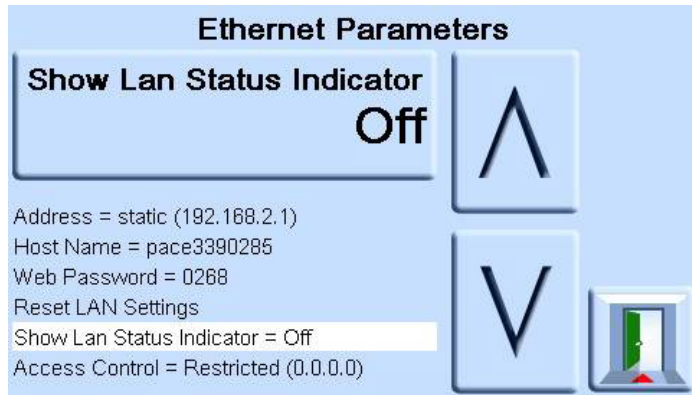 Ethernet Parameters
Show Lan Status Indicator
Off
Address = static (192.168.2.1)
Host Name = pace3390285
Web Password = 0268
Reset LAN Settings
Show Lan Status Indicator = Off
Access Control = Restricted (0.0.0.0)